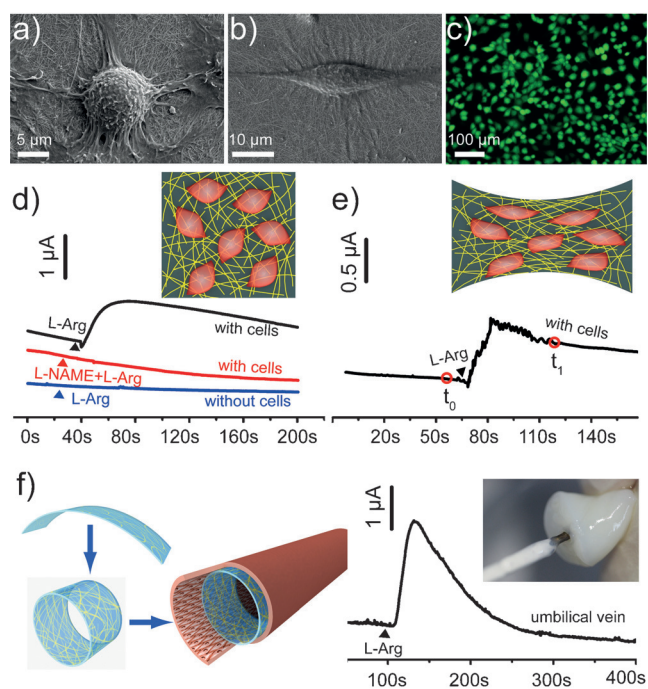 a)
5 µm
b)
10 µm
c)
100 µm
d)
1 µA
L-Arg
with cells
with cells
L-NAME+L-Arg
L-Arg
without cells
0s 40s 80s 120s 160s 200s
e)
0.5 µA
L-Arg
with cells
t0
t1
20s 50s 80s 110s 140s
f)
1 µA
umbilical vein
L-Arg
100s 200s 300s 400s